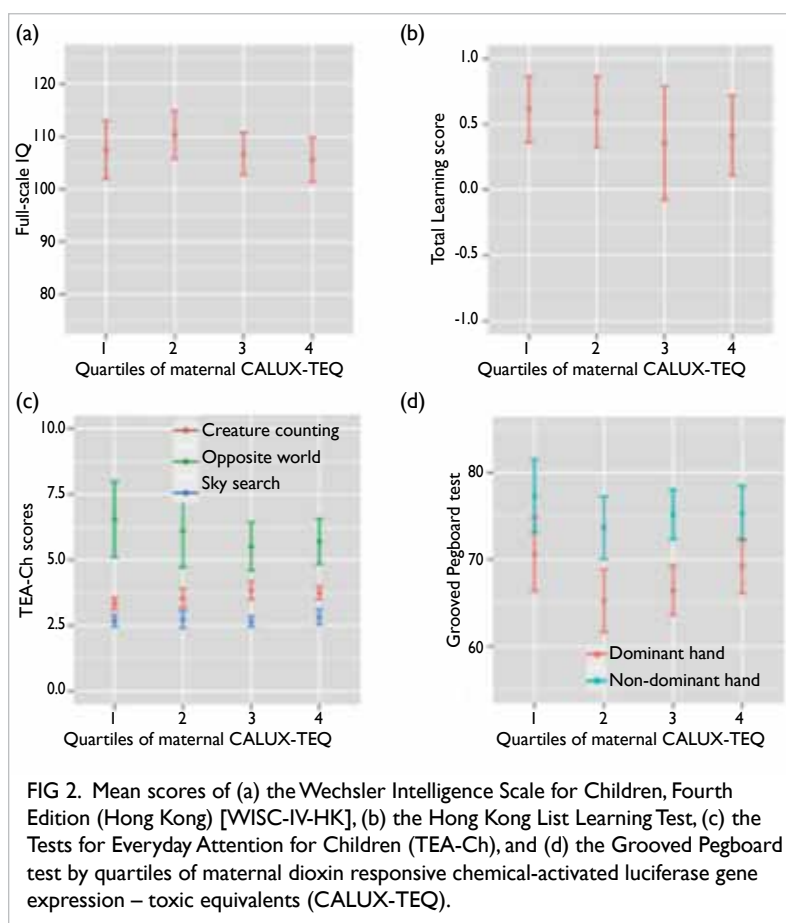 (a)
120
110
100
90
80
Full-scale IQ
1 2 3 4
Quartiles of maternal CALUX-TEQ
(b)
1.0
0.5
0.0
-0.5
-1.0
Total Learning score
1 2 3 4
Quartiles of maternal CALUX-TEQ
(c)
10.0
7.5
5.0
2.5
0.0
TEA-Ch scores
Creature counting
Opposite world
Sky search
1 2 3 4
Quartiles of maternal CALUX-TEQ
(d)
80
70
60
Grooved Pegboard test
Dominant hand
Non-dominant hand
1 2 3 4
Quartiles of maternal CALUX-TEQ
FIG 2. Mean scores of (a) the Wechsler Intelligence Scale for Children, Fourth
Edition (Hong Kong) [WISC-IV-HK], (b) the Hong Kong List Learning Test, (c) the
Tests for Everyday Attention for Children (TEA-Ch), and (d) the Grooved Pegboard
test by quartiles of maternal dioxin responsive chemical-activated luciferase gene
expression – toxic equivalents (CALUX-TEQ).